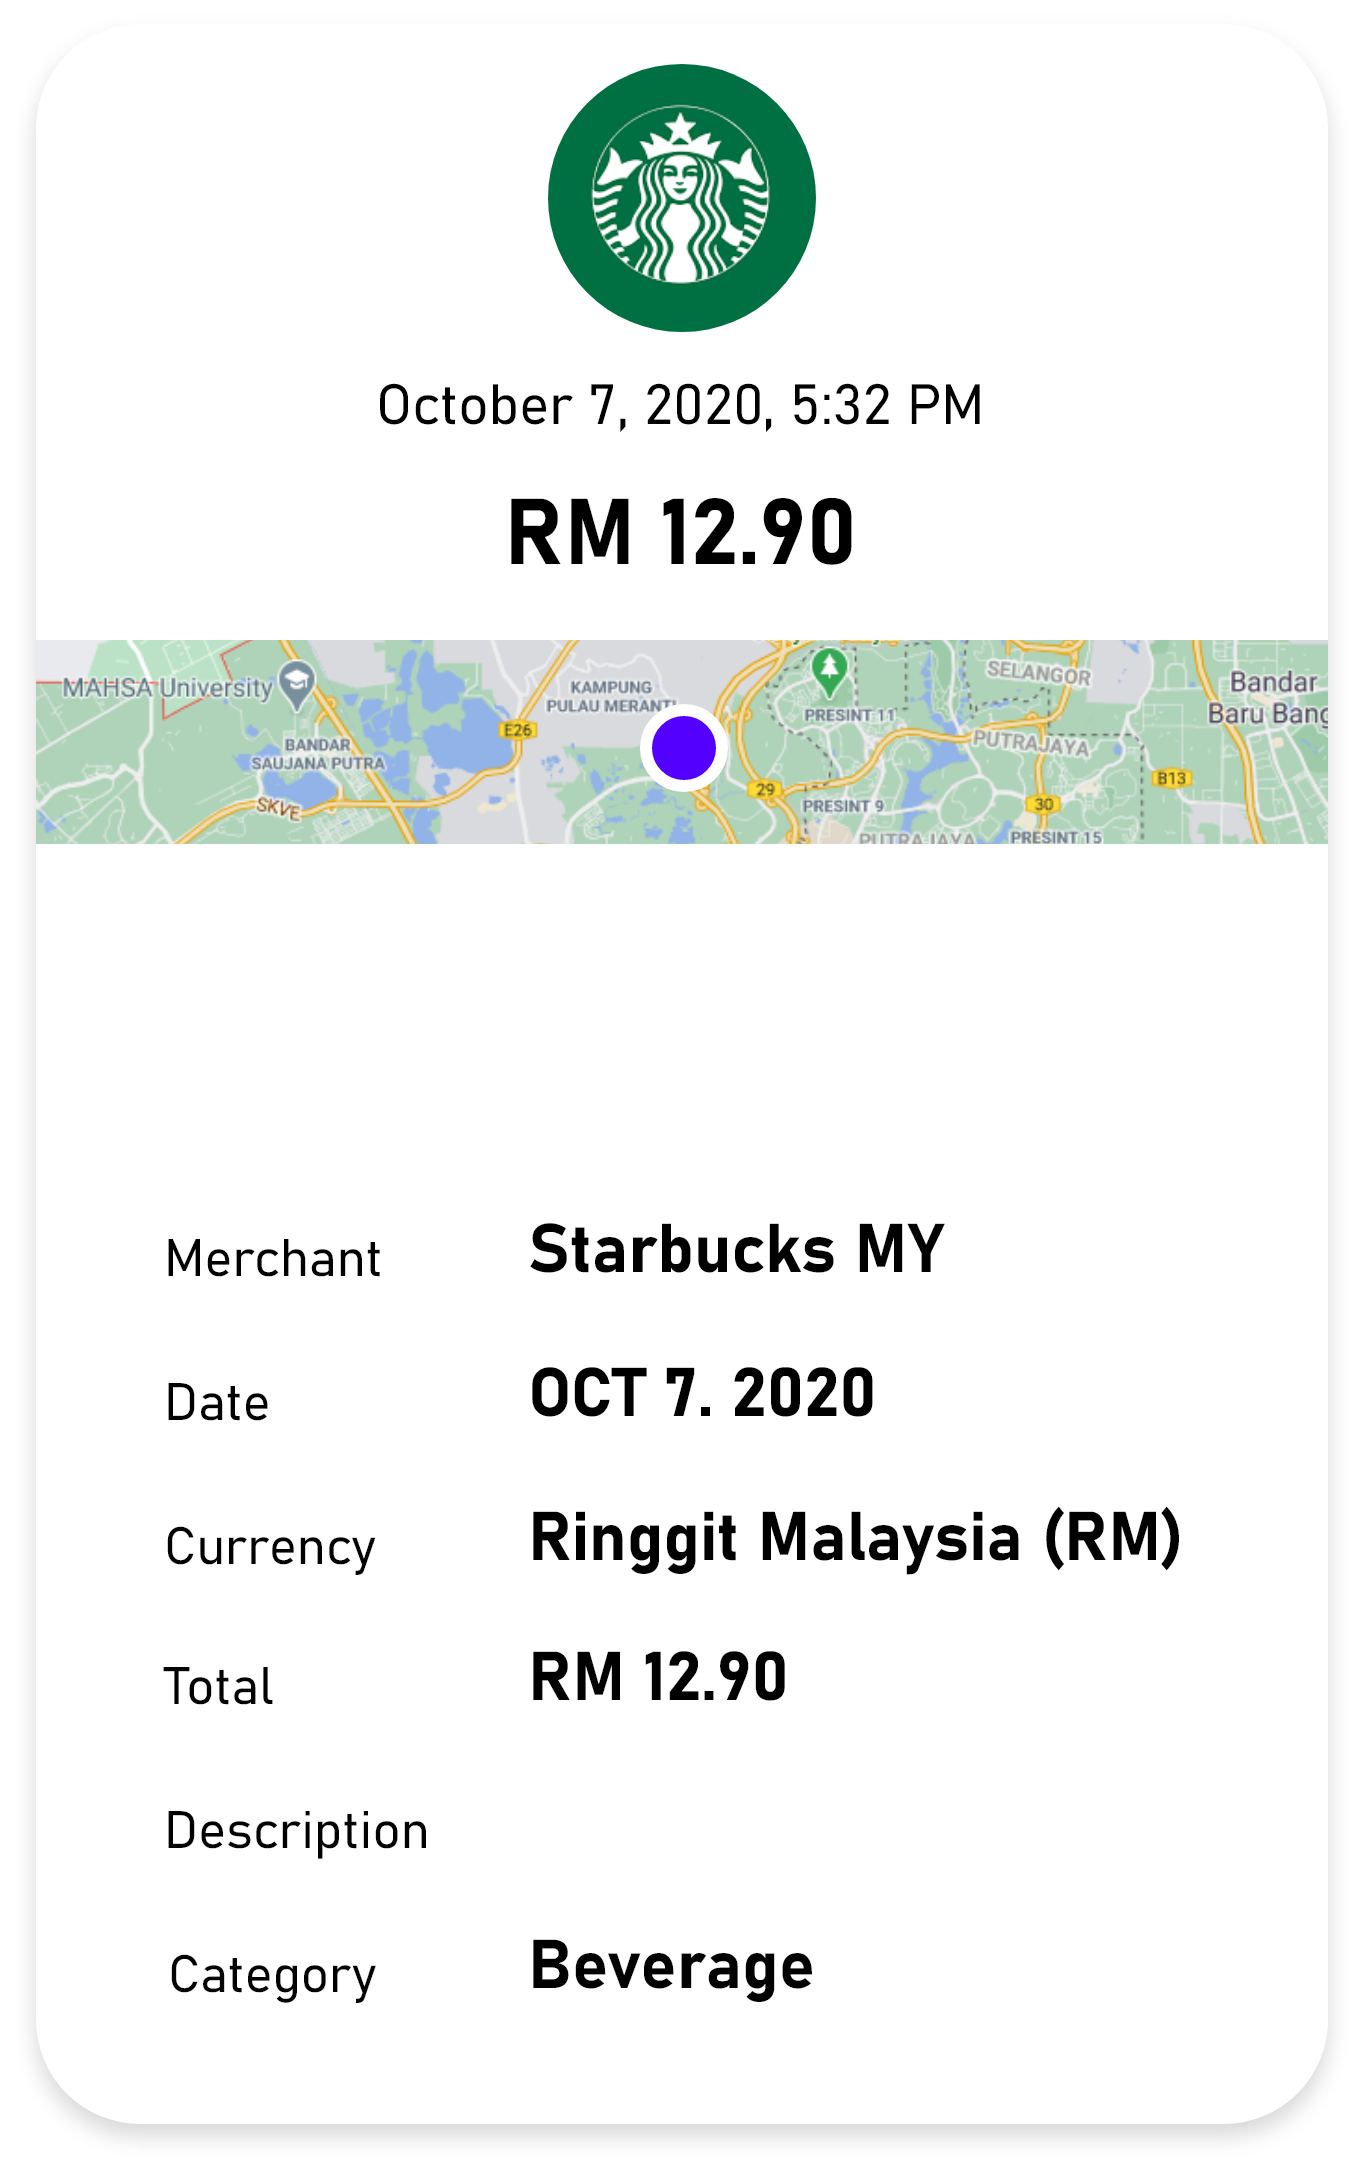 October 7, 2020, 5:32 PM
RM 12.90
SELANGOR
MAHSA University
KAMPUNG
PULAU MERANTI
Bandar
Baru Bang
PRESINT 11
E26
BANDAR
SAUJANA PUTRA
PUTRAJAYA
B13
29
SKVE
PRESINT 9
30
PUTRAJAYA
PRESINT 15
Merchant Starbucks MY
Date OCT 7. 2020
Currency Ringgit Malaysia (RM)
Total RM 12.90
Description
Category Beverage